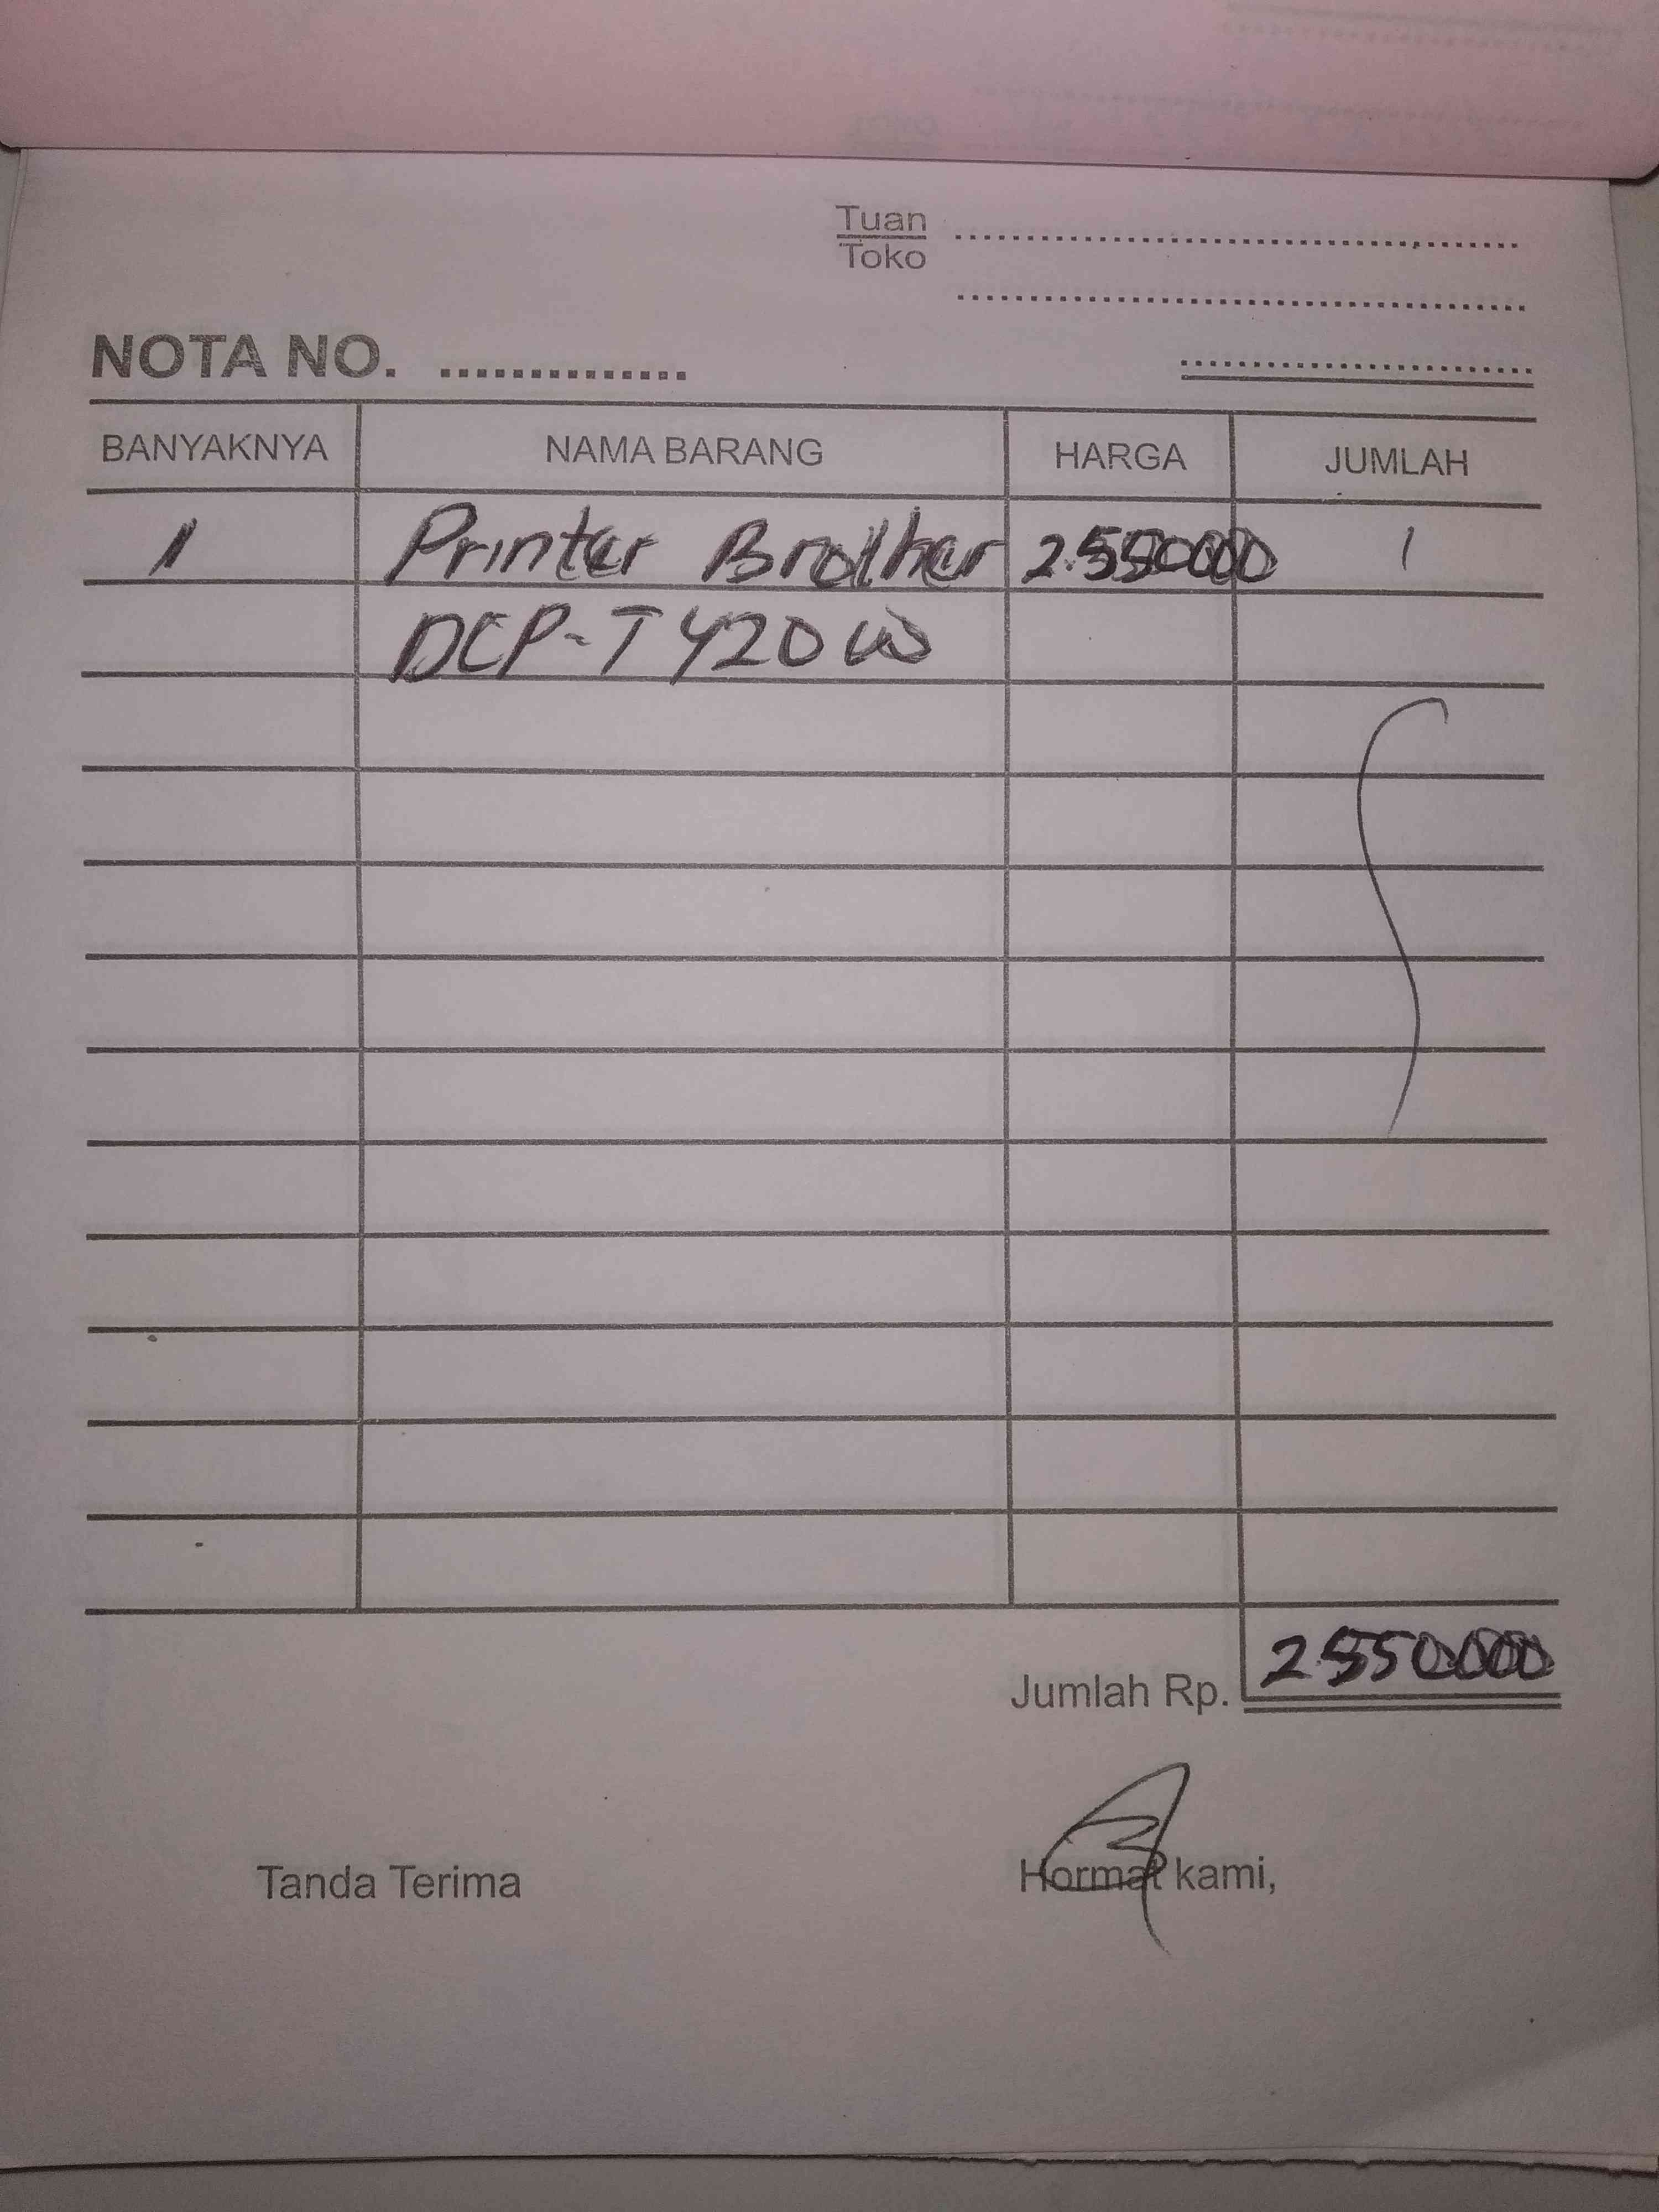 Tuan
Toko
NOTA NO.
BANYAKNYA NAMA BARANG HARGA JUMLAH
1 Printer Brother 2.550000 1
DCP-T420W
Jumlah Rp. 2.550000
Tanda Terima Hormat kami,